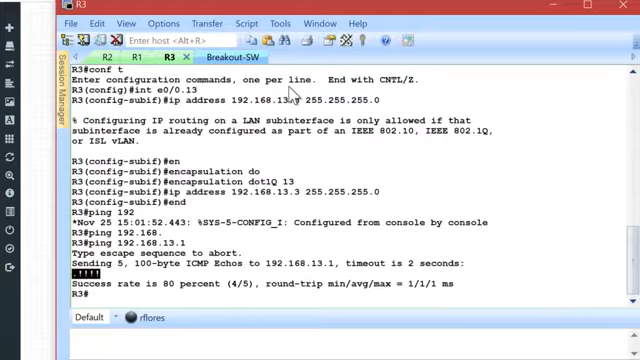 R3
File Edit View Options Transfer Script Tools Window Help
Enter host <Alt+R>
R2 R1 R3 Breakout-SW
Session Manager
R3#conf t
Enter configuration commands, one per line. End with CNTL/Z.
R3(config)#int e0/0.13
R3(config-subif)#ip address 192.168.13.3 255.255.255.0
% Configuring IP routing on a LAN subinterface is only allowed if that
subinterface is already configured as part of an IEEE 802.10, IEEE 802.1Q,
or ISL vLAN.
R3(config-subif)#en
R3(config-subif)#encapsulation do
R3(config-subif)#encapsulation dot1Q 13
R3(config-subif)#ip address 192.168.13.3 255.255.255.0
R3(config-subif)#end
R3#ping 192
*Nov 25 15:01:52.443: %SYS-5-CONFIG_I: Configured from console by console
R3#ping 192.168.
R3#ping 192.168.13.1
Type escape sequence to abort.
Sending 5, 100-byte ICMP Echos to 192.168.13.1, timeout is 2 seconds:
.!!!!
Success rate is 80 percent (4/5), round-trip min/avg/max = 1/1/1 ms
R3#
Default rflores